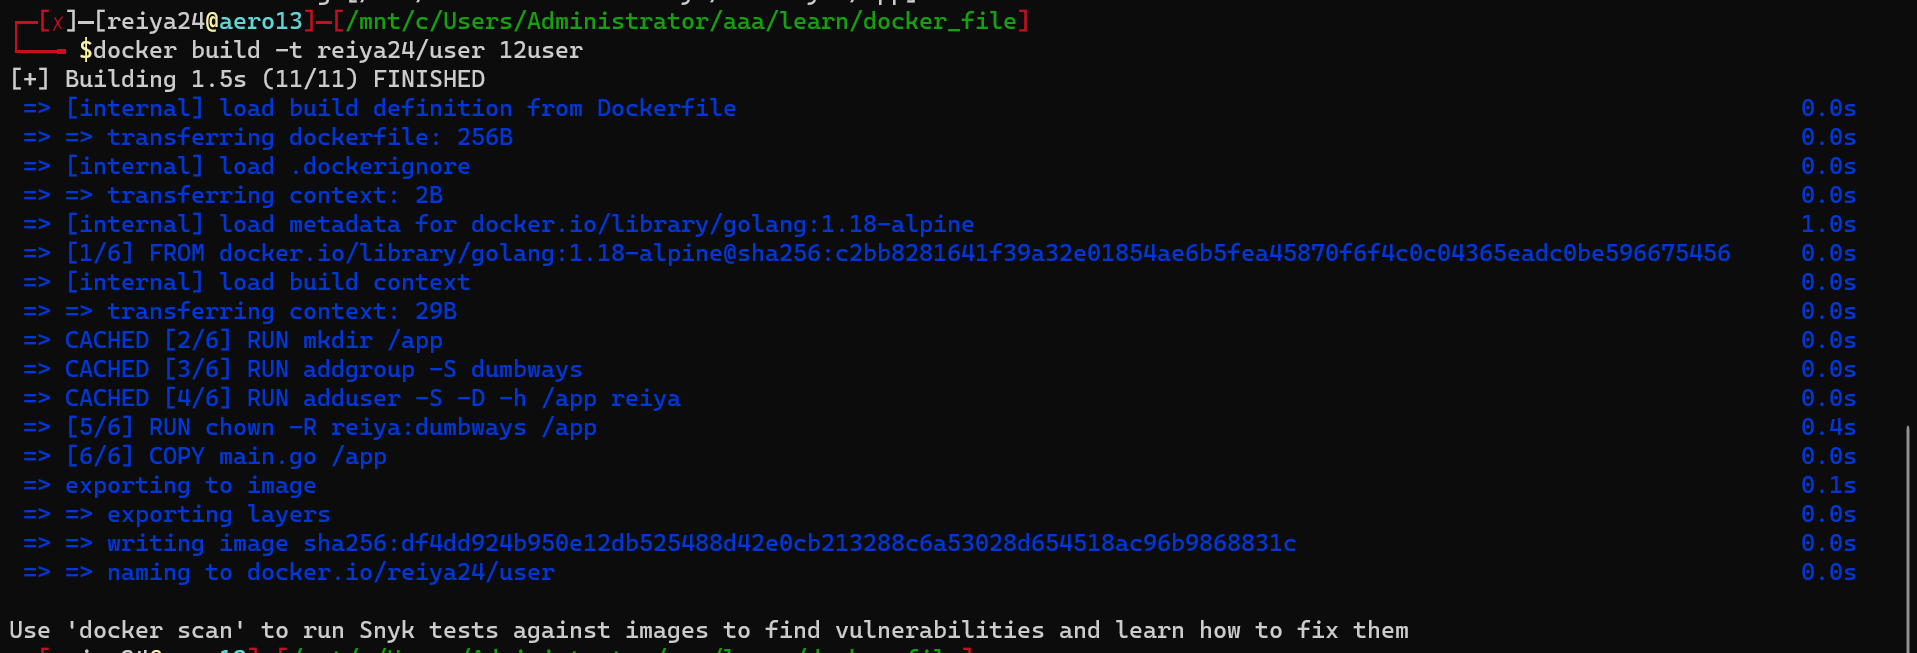 [x]─[reiya24@aero13]─[/mnt/c/Users/Administrator/aaa/learn/docker_file]
$docker build -t reiya24/user 12user
[+] Building 1.5s (11/11) FINISHED
=> [internal] load build definition from Dockerfile 0.0s
=> => transferring dockerfile: 256B 0.0s
=> [internal] load .dockerignore 0.0s
=> => transferring context: 2B 0.0s
=> [internal] load metadata for docker.io/library/golang:1.18-alpine 1.0s
=> [1/6] FROM docker.io/library/golang:1.18-alpine@sha256:c2bb8281641f39a32e01854ae6b5fea45870f6f4c0c04365eadc0be596675456 0.0s
=> [internal] load build context 0.0s
=> => transferring context: 29B 0.0s
=> CACHED [2/6] RUN mkdir /app 0.0s
=> CACHED [3/6] RUN addgroup -S dumbways 0.0s
=> CACHED [4/6] RUN adduser -S -D -h /app reiya 0.0s
=> [5/6] RUN chown -R reiya:dumbways /app 0.4s
=> [6/6] COPY main.go /app 0.0s
=> exporting to image 0.1s
=> => exporting layers 0.0s
=> => writing image sha256:df4dd924b950e12db525488d42e0cb213288c6a53028d654518ac96b9868831c 0.0s
=> => naming to docker.io/reiya24/user 0.0s
Use 'docker scan' to run Snyk tests against images to find vulnerabilities and learn how to fix them